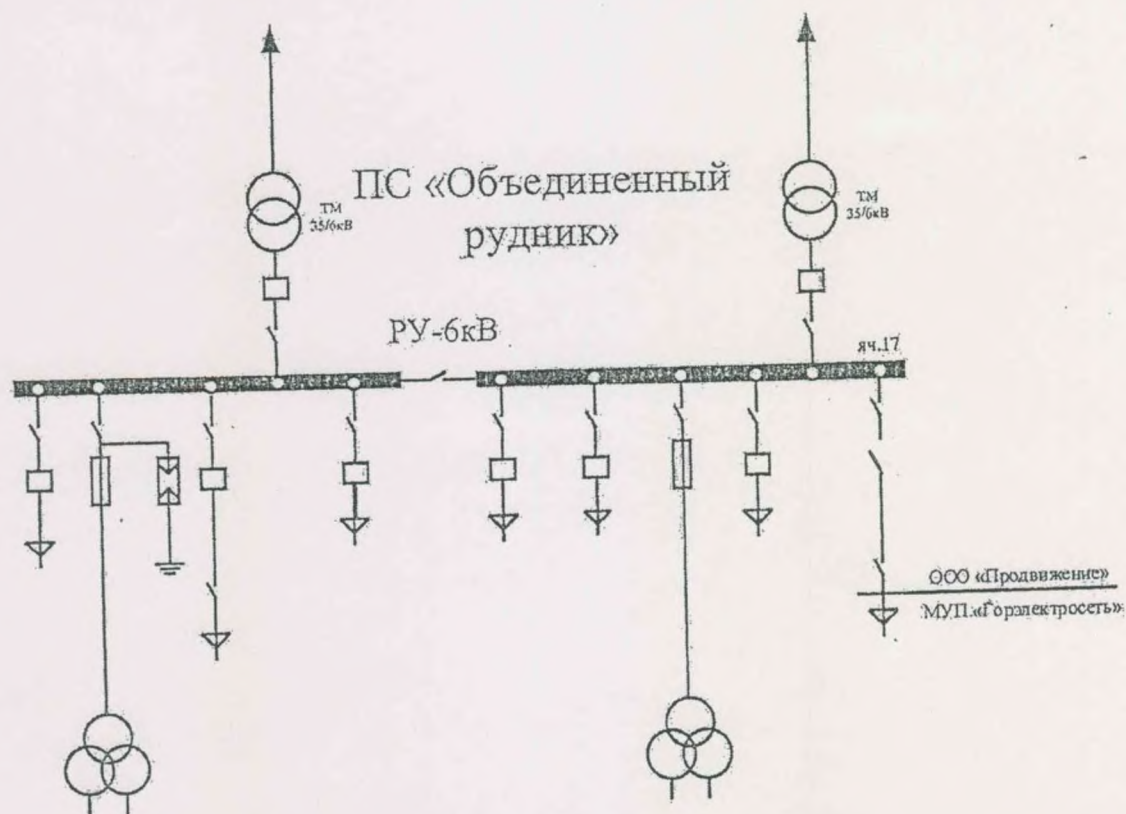 ПС «Объединенный
рудник»
ТМ
35/6кВ
ТМ
35/6кВ
РУ-6кВ
яч.17
ООО «Продвижение»
МУП «Горэлектросеть»